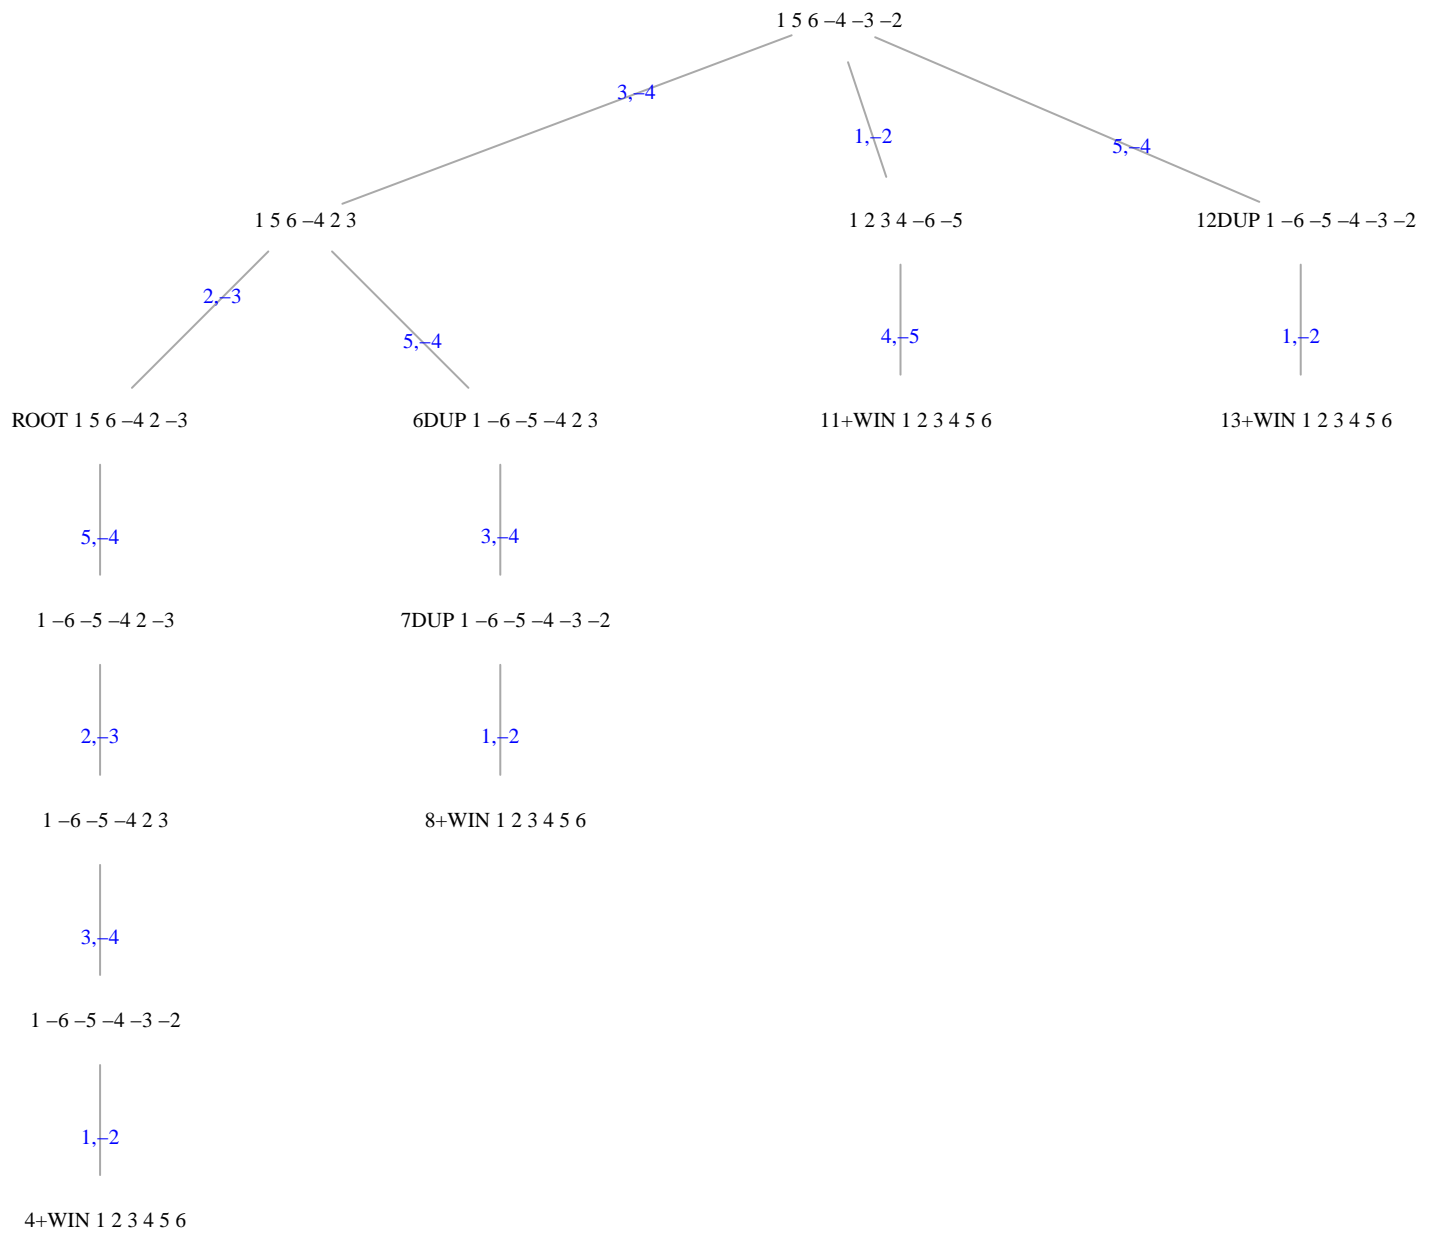 1 5 6 –4 –3 –2
3,–4
1,–2
5,–4
1 5 6 –4 2 3
1 2 3 4 –6 –5
12DUP 1 –6 –5 –4 –3 –2
2,–3
5,–4
4,–5
1,–2
ROOT 1 5 6 –4 2 –3
6DUP 1 –6 –5 –4 2 3
11+WIN 1 2 3 4 5 6
13+WIN 1 2 3 4 5 6
5,–4
3,–4
1 –6 –5 –4 2 –3
7DUP 1 –6 –5 –4 –3 –2
2,–3
1,–2
1 –6 –5 –4 2 3
8+WIN 1 2 3 4 5 6
3,–4
1 –6 –5 –4 –3 –2
1,–2
4+WIN 1 2 3 4 5 6